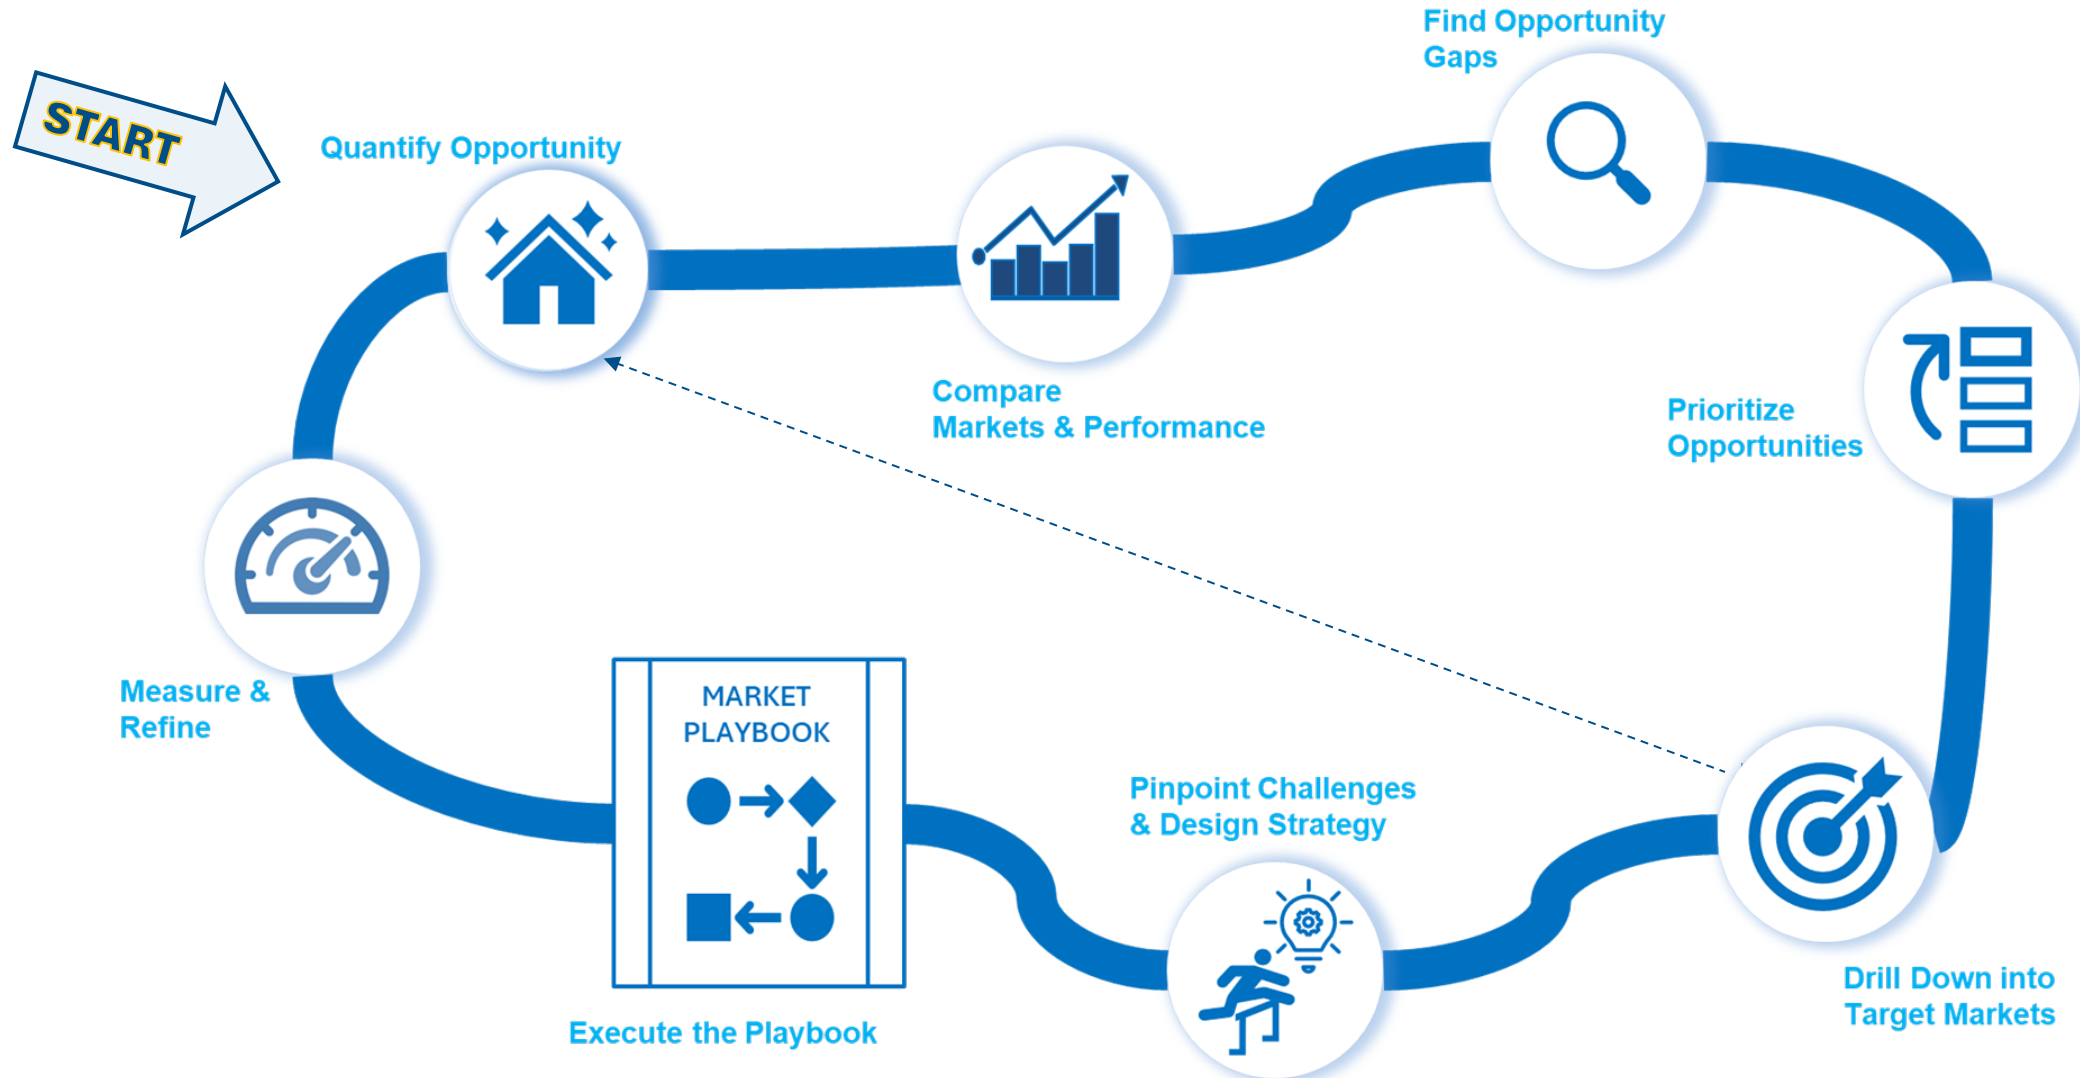 START
Quantify Opportunity
Compare
Markets & Performance
Find Opportunity
Gaps
Prioritize
Opportunities
Drill Down into
Target Markets
Pinpoint Challenges
& Design Strategy
MARKET
PLAYBOOK
Execute the Playbook
Measure &
Refine